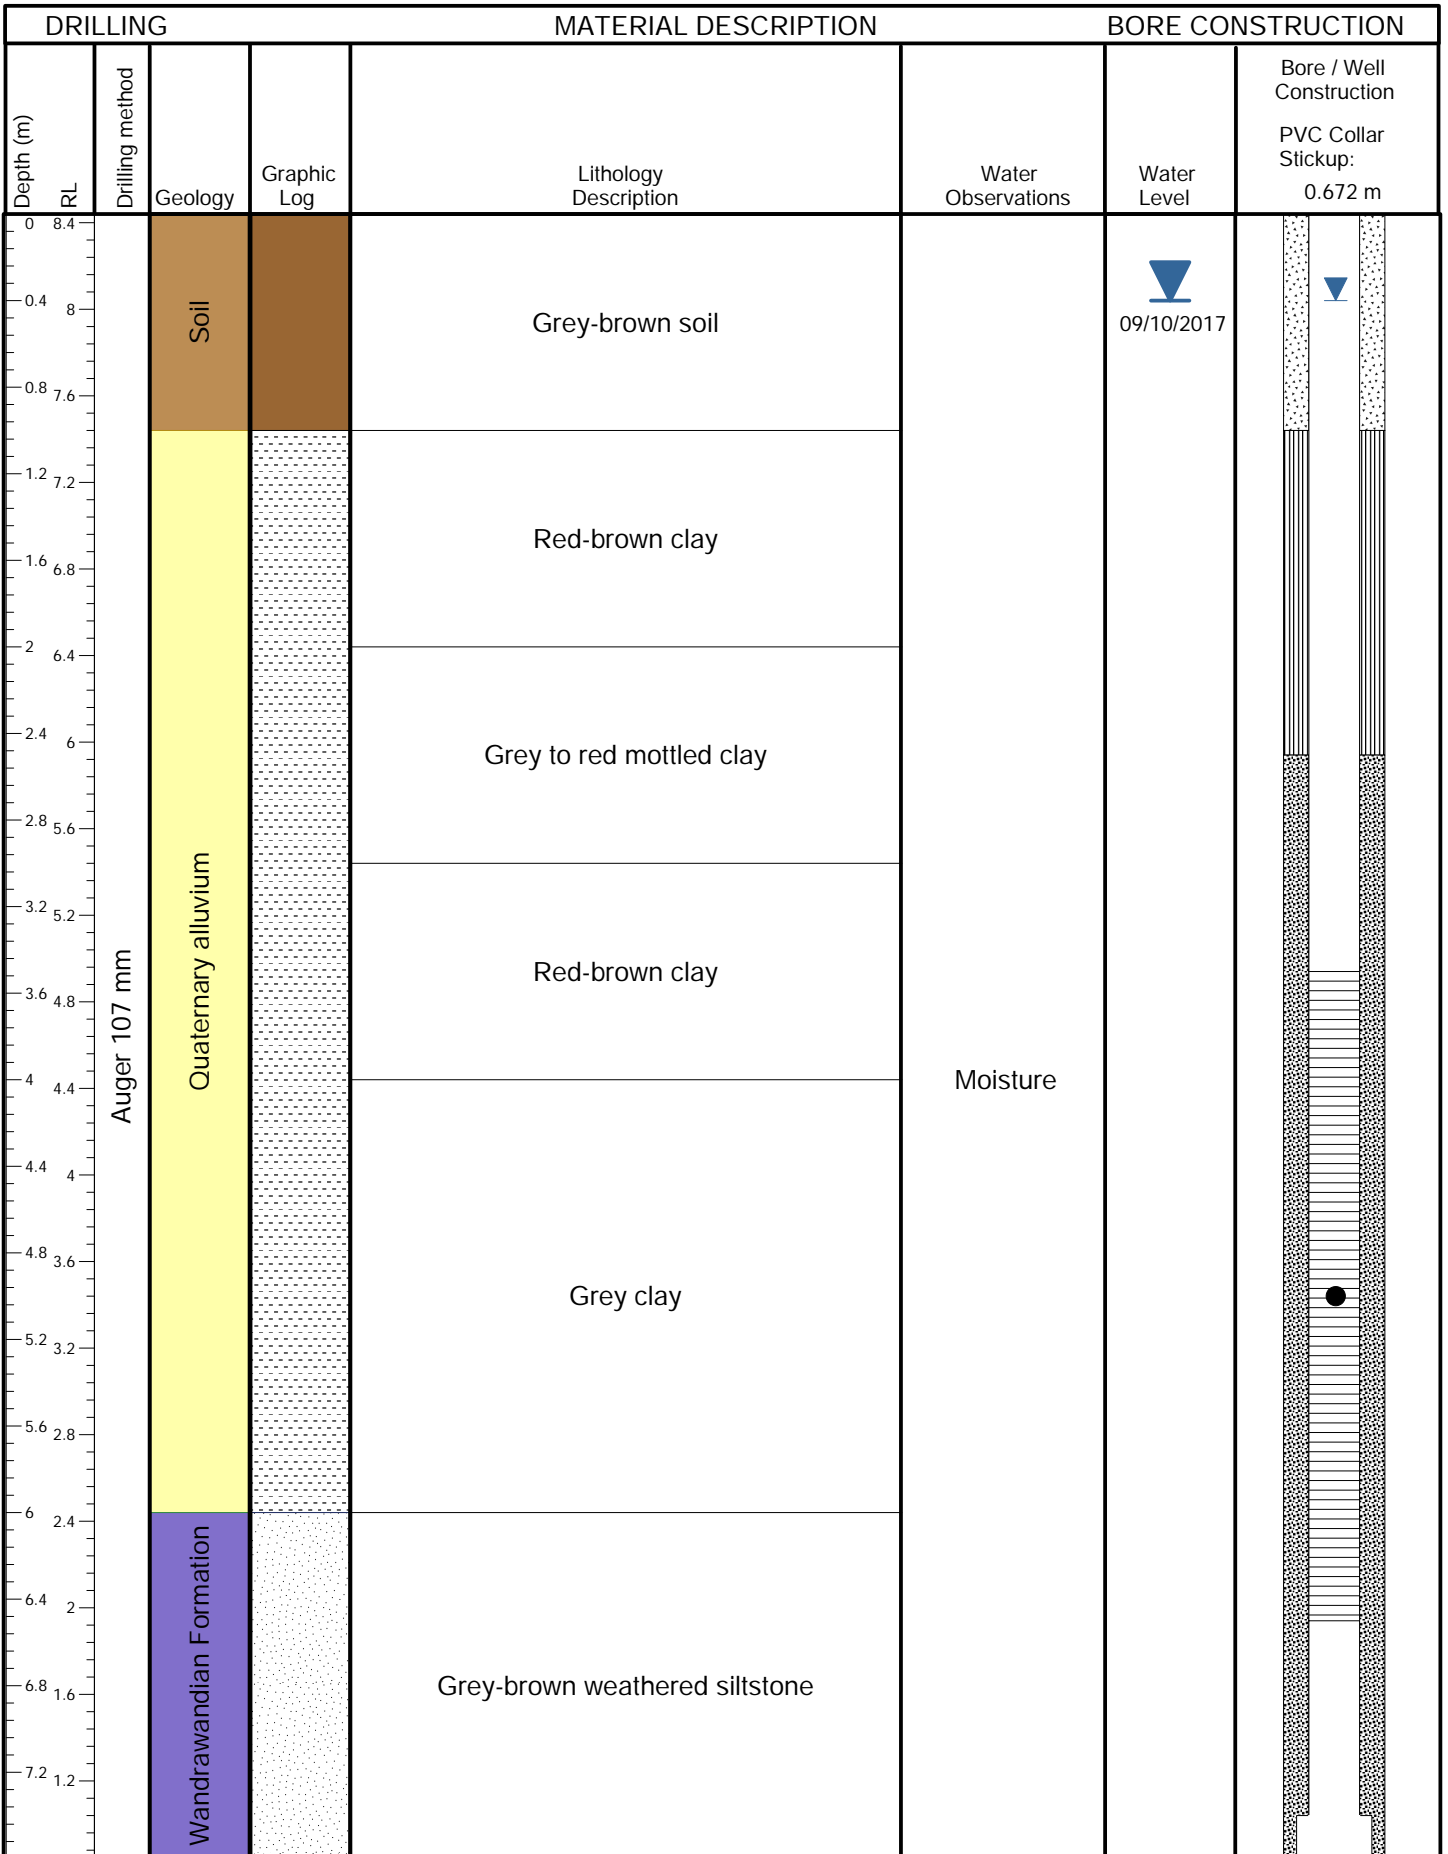 DRILLING MATERIAL DESCRIPTION BORE CONSTRUCTION
Depth (m)
RL
Drilling method
Geology
Graphic
Log
Lithology
Description
Water
Observations
Water
Level
Bore / Well
Construction
PVC Collar
Stickup:
0.672 m
0 8.4
0.4 8
0.8 7.6
1.2 7.2
1.6 6.8
2 6.4
2.4 6
2.8 5.6
3.2 5.2
3.6 4.8
4 4.4
4.4 4
4.8 3.6
5.2 3.2
5.6 2.8
6 2.4
6.4 2
6.8 1.6
7.2 1.2
Auger 107 mm
Soil
Quaternary alluvium
Wandrawandian Formation
Grey-brown soil
Red-brown clay
Grey to red mottled clay
Red-brown clay
Grey clay
Grey-brown weathered siltstone
Moisture
09/10/2017